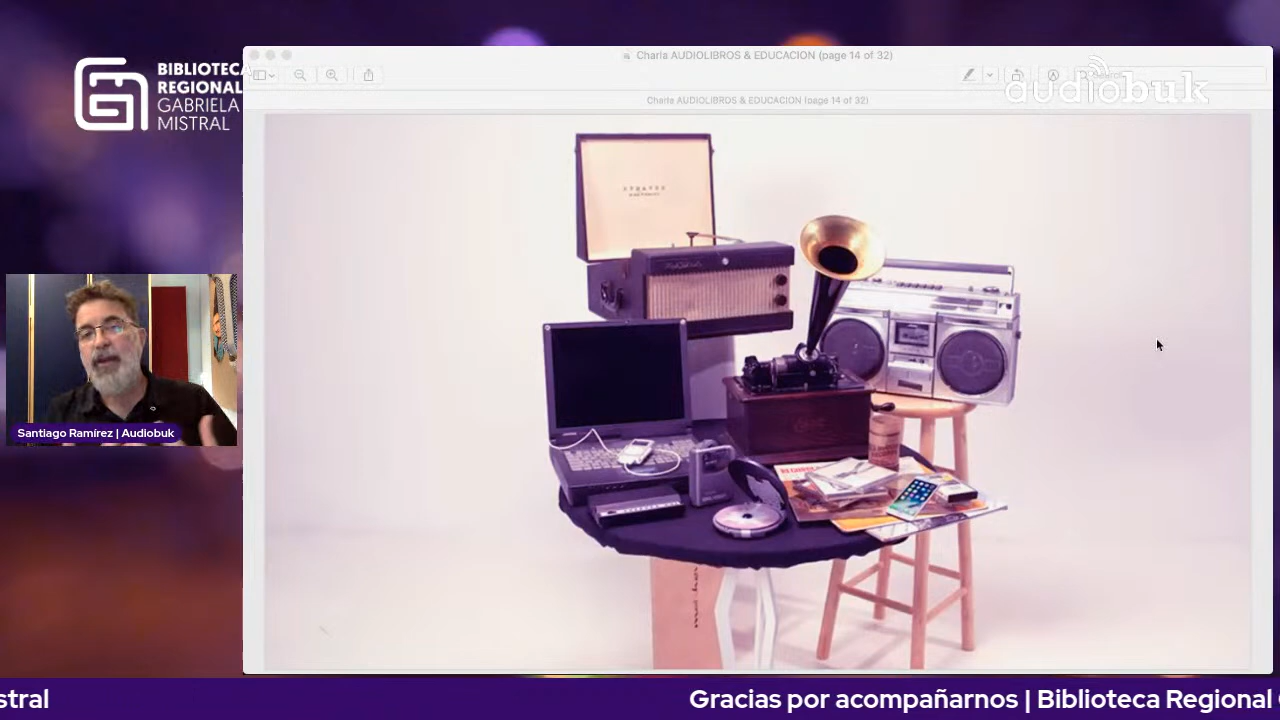 BIBLIOTECA
REGIONAL
GABRIELA
MISTRAL
Charla AUDIOLIBROS & EDUCACION (page 14 of 32)
audiobuk
Charla AUDIOLIBROS & EDUCACION (page 14 of 32)
Santiago Ramírez | Audiobuk
stral
Gracias por acompañarnos | Biblioteca Regional